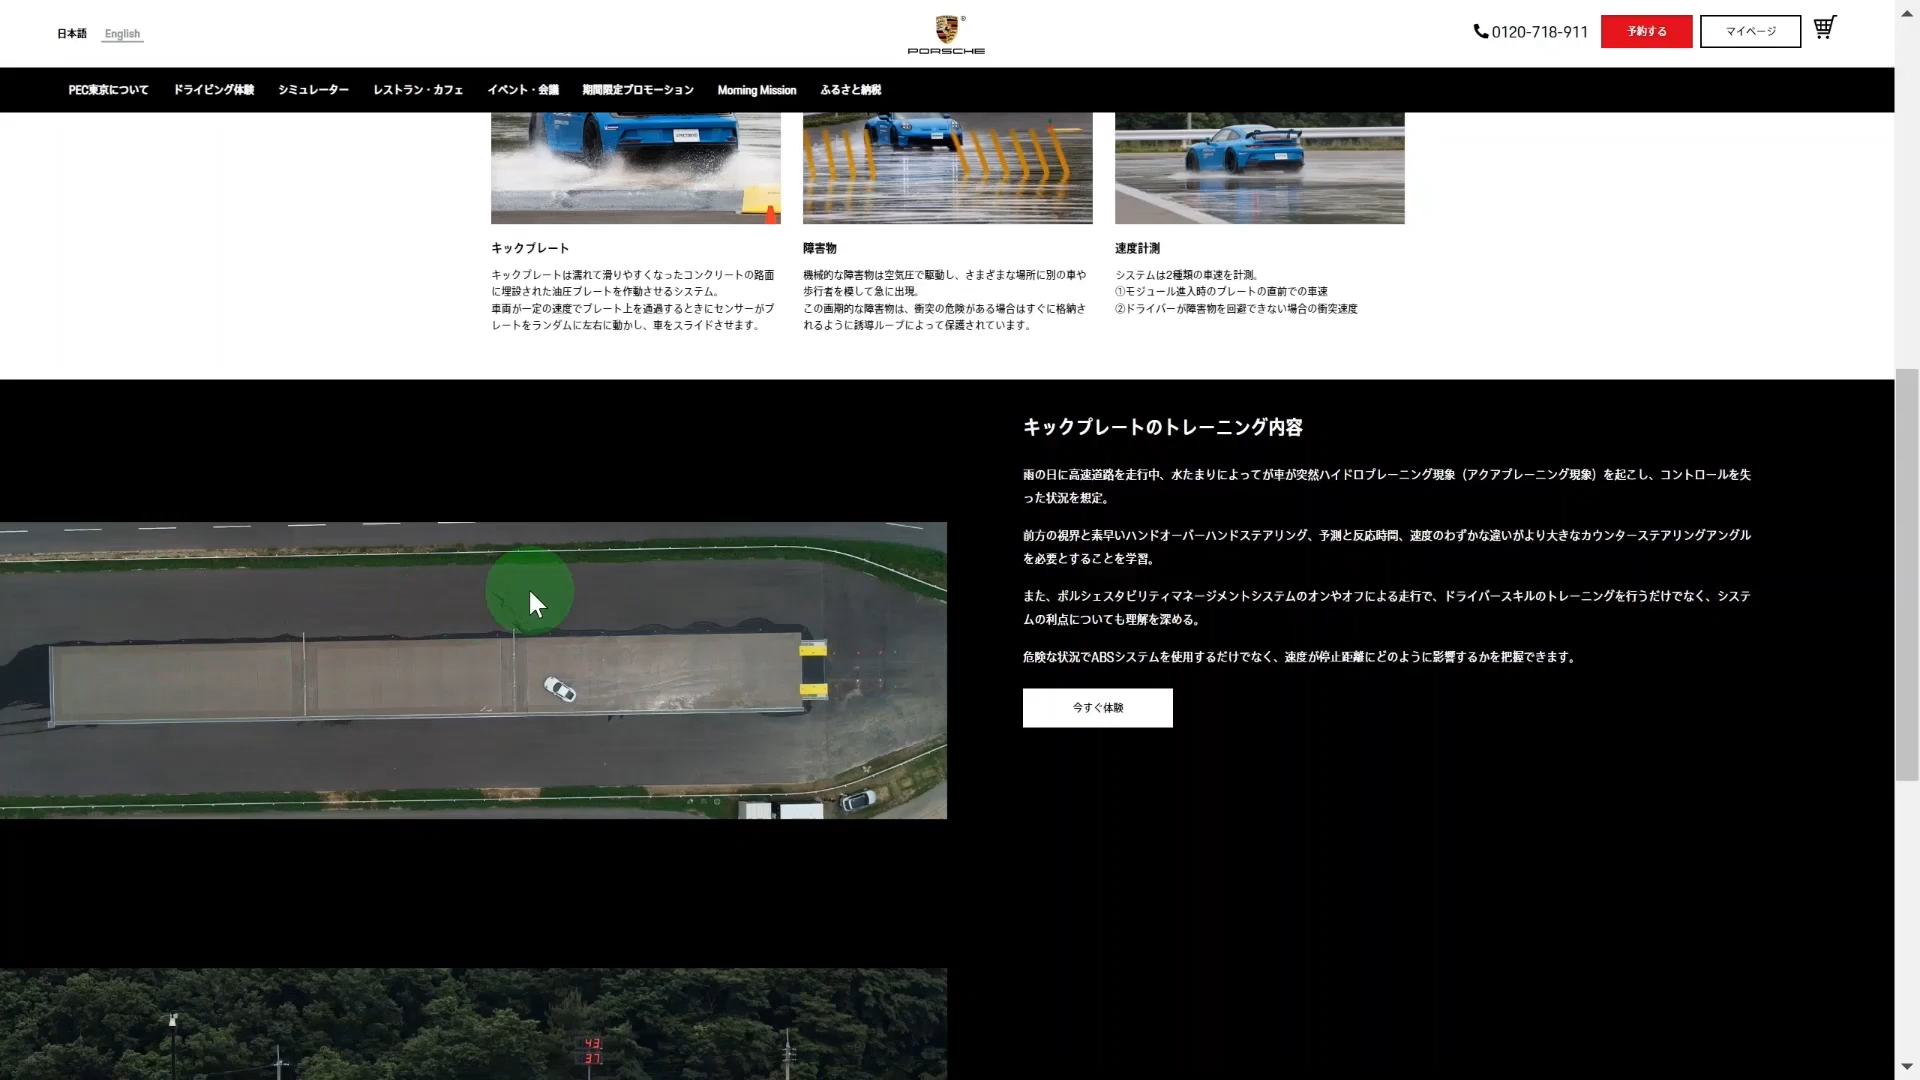 日本語 English
PORSCHE
0120-718-911 予約する マイページ
PEC東京について ドライビング体験 シミュレーター レストラン・カフェ イベント・会議 期間限定プロモーション Morning Mission ふるさと納税
キックプレート
キックプレートは濡れて滑りやすくなったコンクリートの路面
に埋設された油圧プレートを作動させるシステム。
車両が一定の速度でプレート上を通過するときにセンサーがプ
レートをランダムに左右に動かし、車をスライドさせます。
障害物
機械的な障害物は空気圧で駆動し、さまざまな場所に別の車や
歩行者を模して急に出現。
この画期的な障害物は、衝突の危険がある場合はすぐに格納さ
れるように誘導ループによって保護されています。
速度計測
システムは2種類の車速を計測。
①モジュール進入時のプレートの直前での車速
②ドライバーが障害物を回避できない場合の衝突速度
キックプレートのトレーニング内容
雨の日に高速道路を走行中、水たまりによってが車が突然ハイドロプレーニング現象（アクアプレーニング現象）を起こし、コントロールを失
った状況を想定。
前方の視界と素早いハンドオーバーハンドステアリング、予測と反応時間、速度のわずかな違いがより大きなカウンターステアリングアングル
を必要とすることを学習。
また、ポルシェスタビリティマネージメントシステムのオンやオフによる走行で、ドライバースキルのトレーニングを行うだけでなく、システ
ムの利点についても理解を深める。
危険な状況でABSシステムを使用するだけでなく、速度が停止距離にどのように影響するかを把握できます。
今すぐ体験
43
37